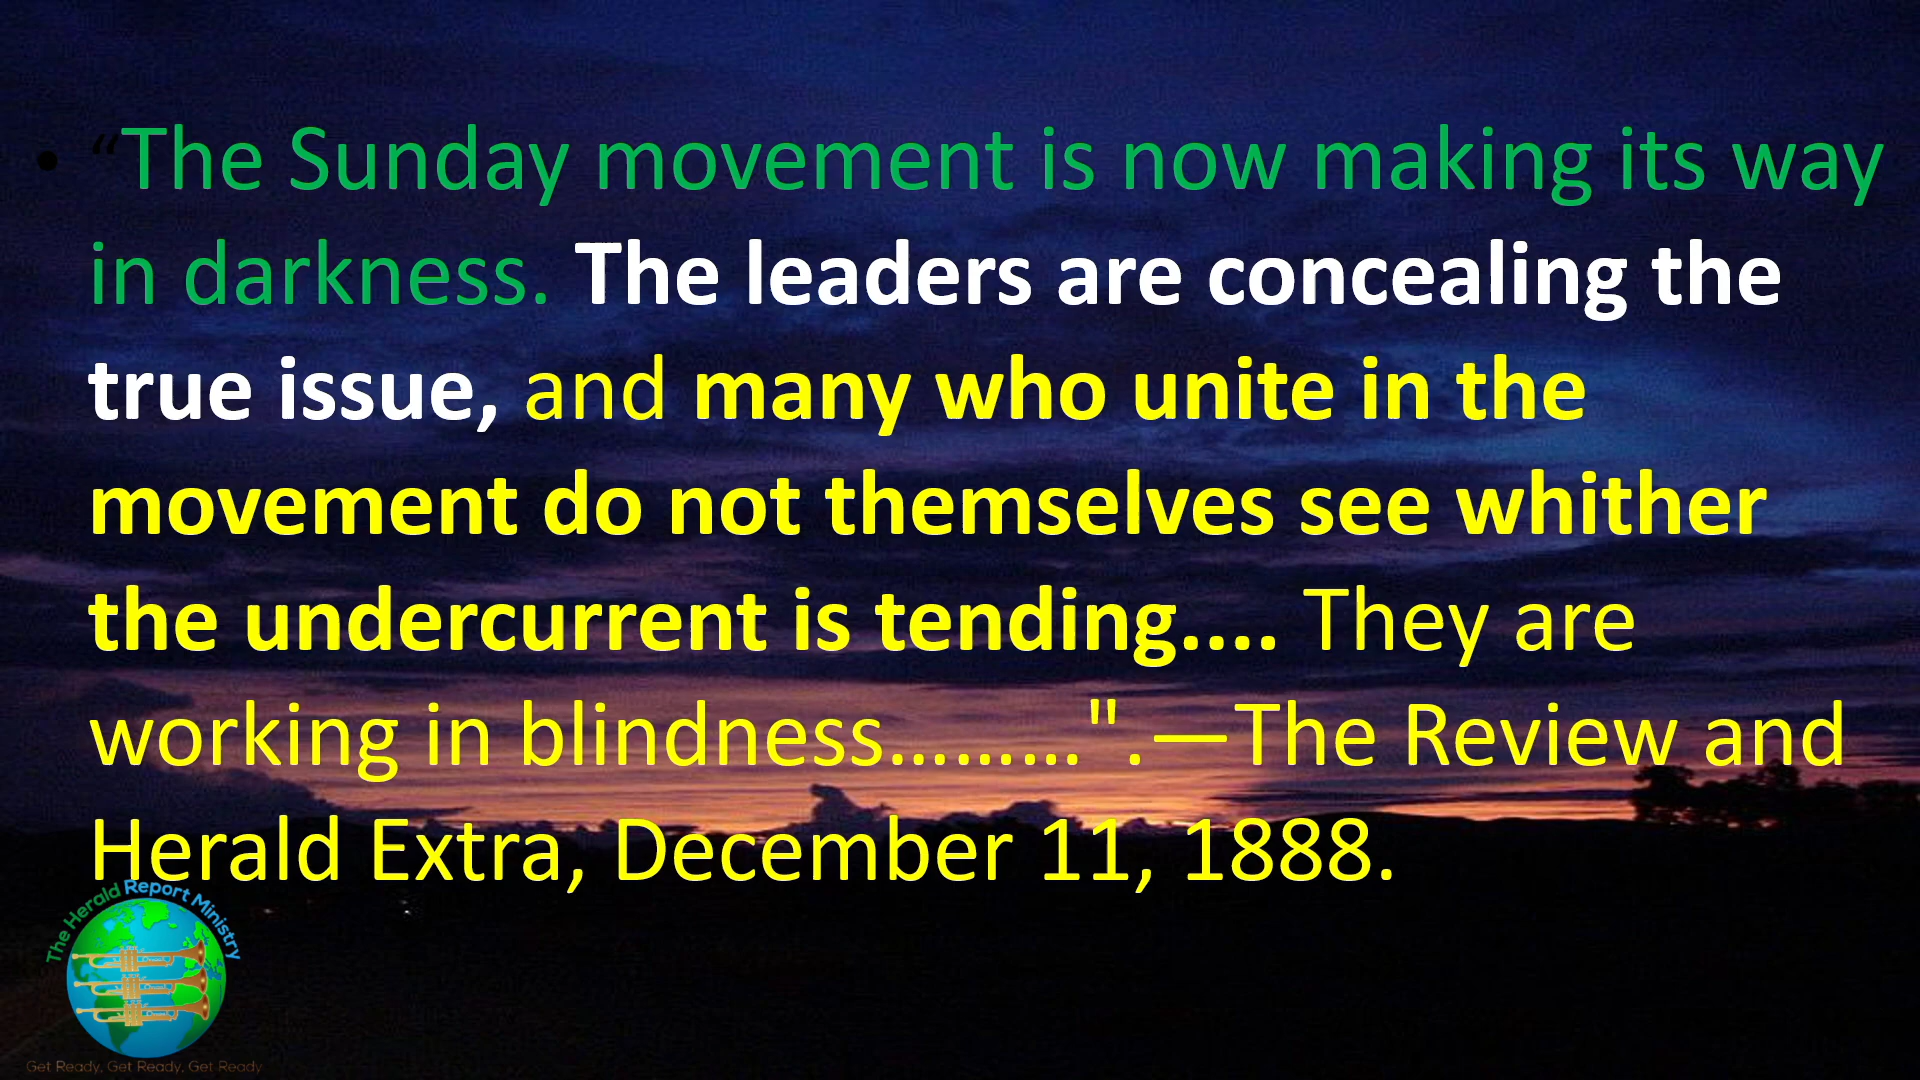 • “The Sunday movement is now making its way
in darkness. The leaders are concealing the
true issue, and many who unite in the
movement do not themselves see whither
the undercurrent is tending.... They are
working in blindness………".—The Review and
Herald Extra, December 11, 1888.
The Herald Report Ministry
Get Ready, Get Ready, Get Ready